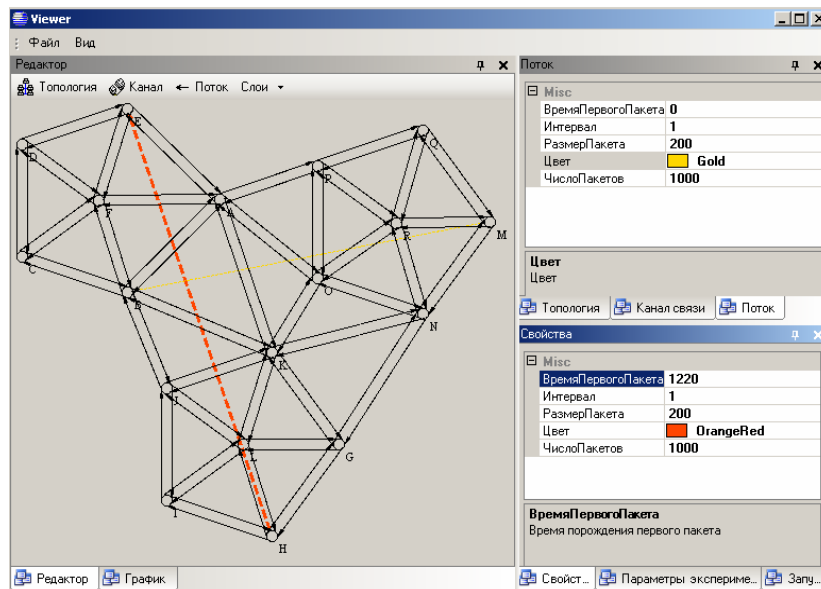 Viewer
Файл Вид
Редактор
Топология Канал Поток Слои
E
D
Q
P
F
A
R
M
C
B
O
N
K
J
L
G
I
H
Редактор График
Поток
Misc
ВремяПервогоПакета 0
Интервал 1
РазмерПакета 200
Цвет Gold
ЧислоПакетов 1000
Цвет
Цвет
Топология Канал связи Поток
Свойства
Misc
ВремяПервогоПакета 1220
Интервал 1
РазмерПакета 200
Цвет OrangeRed
ЧислоПакетов 1000
ВремяПервогоПакета
Время порождения первого пакета
Свойст... Параметры экспериме... Запу...